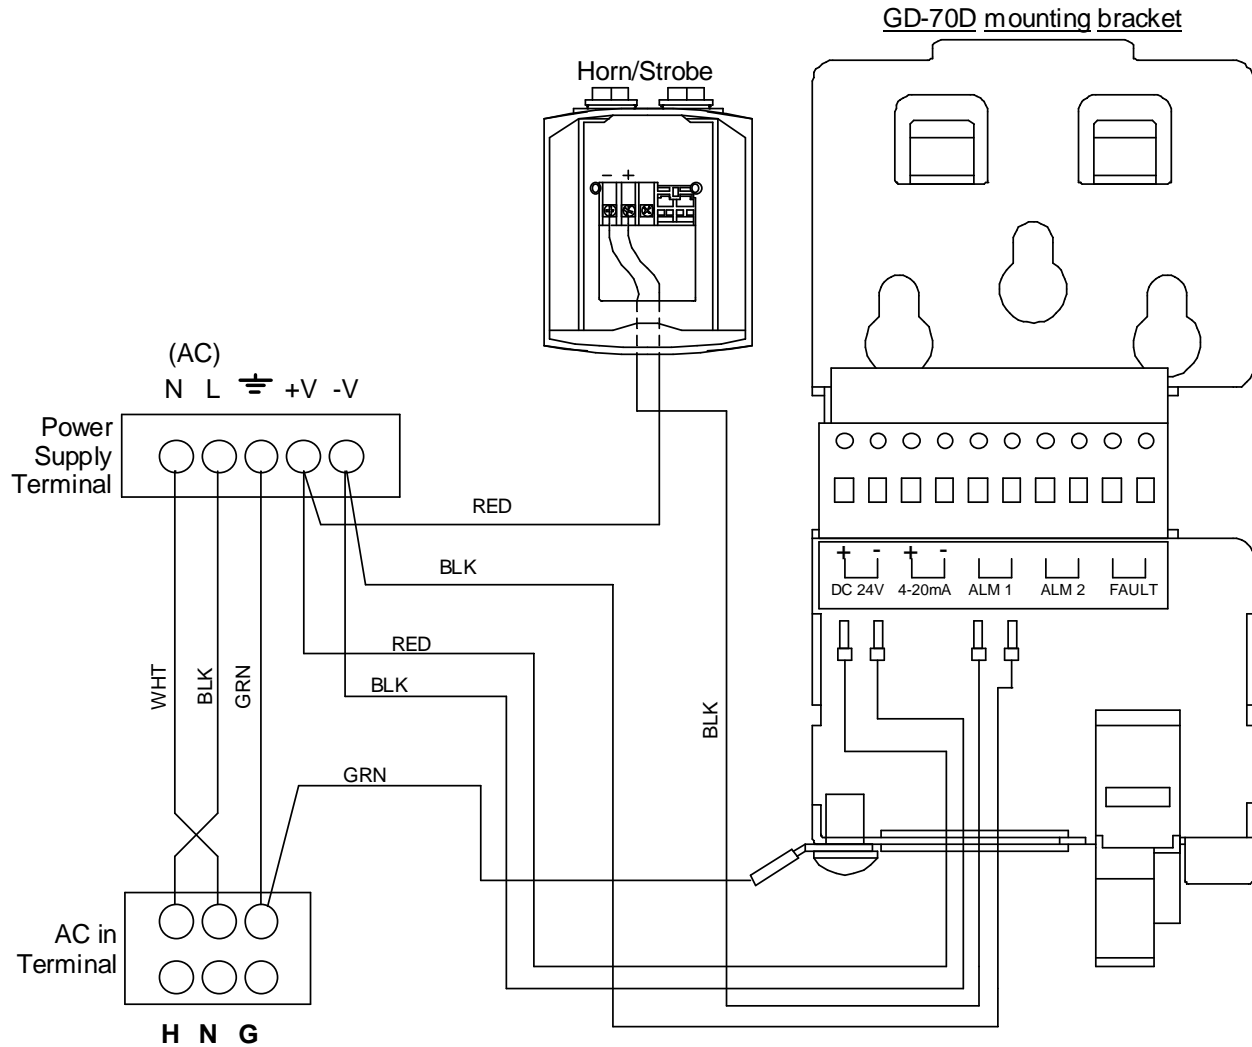 GD-70D mounting bracket
Horn/Strobe
- +
(AC)
N L +V -V
Power
Supply
Terminal
RED
BLK
+ - + -
DC 24V 4-20mA ALM 1 ALM 2 FAULT
RED
BLK
WHT
BLK
GRN
BLK
GRN
AC in
Terminal
H N G